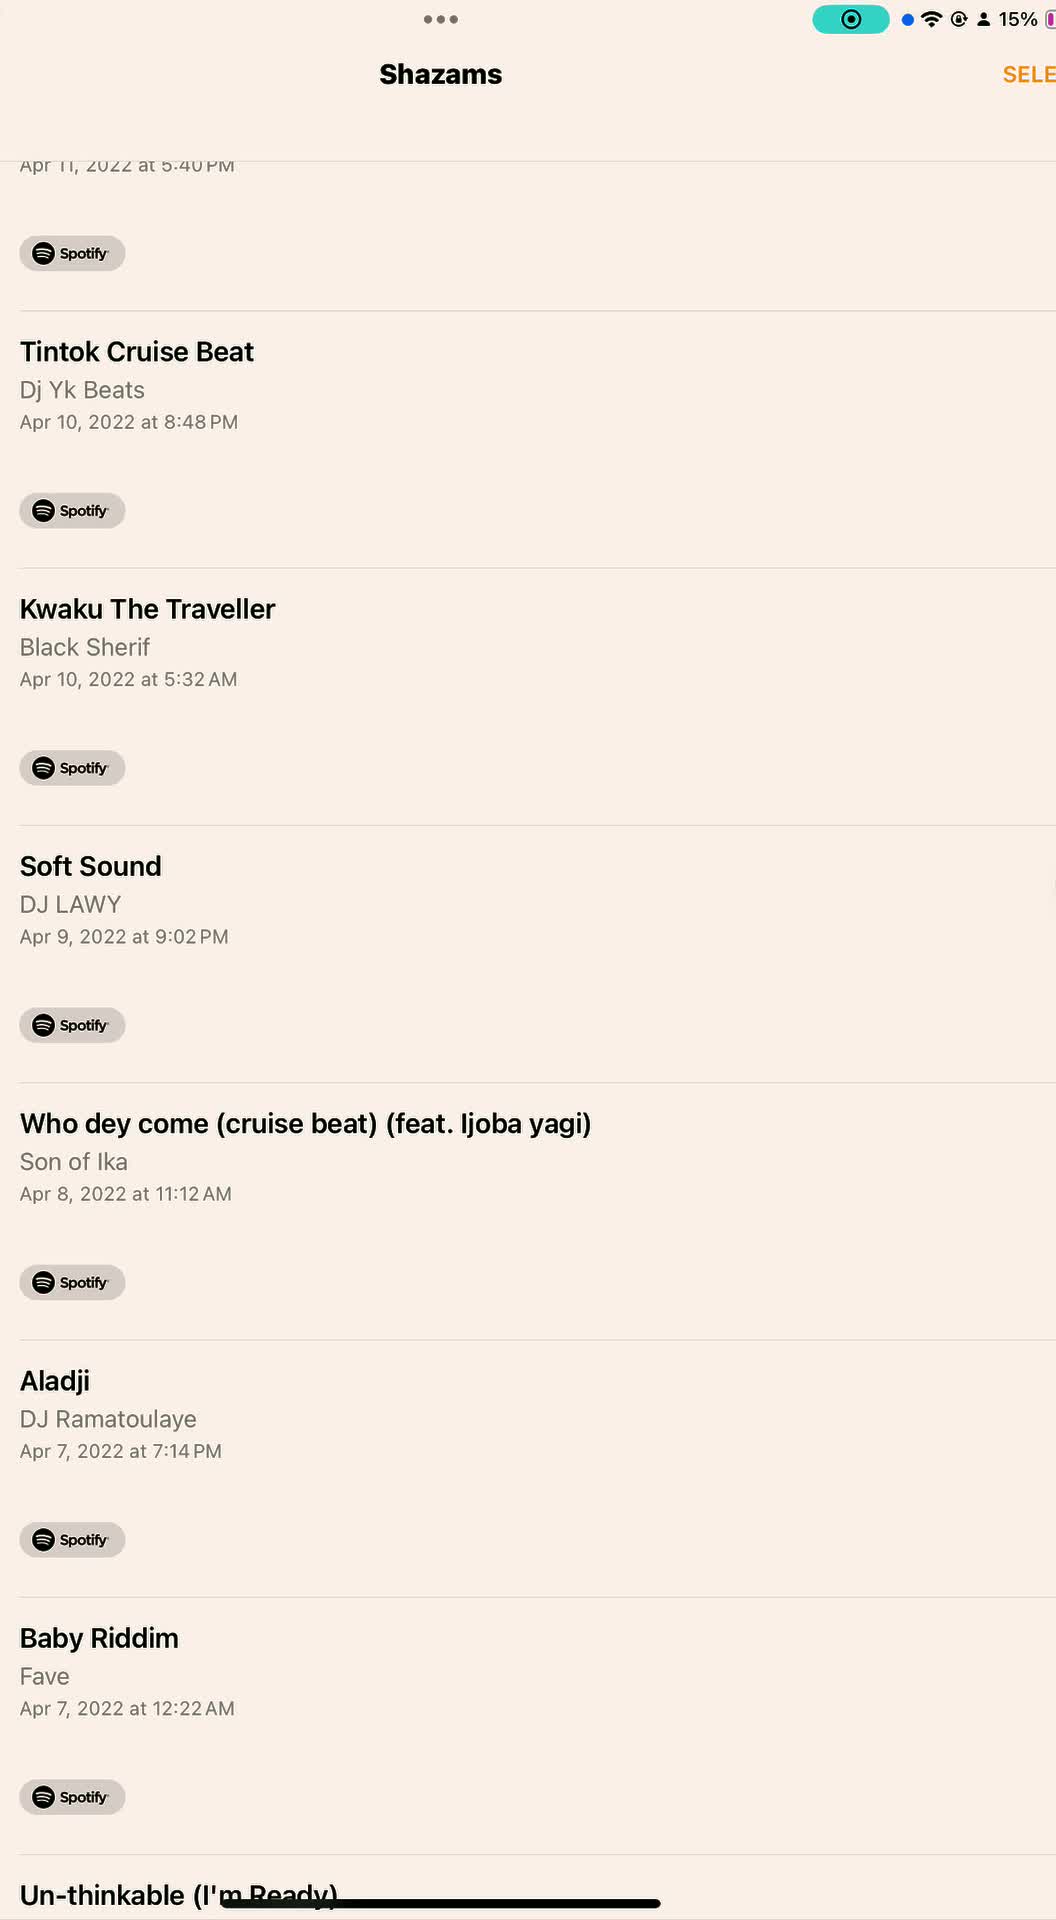 15%
Shazams
SELE
Apr 11, 2022 at 5:40 PM
Spotify
Tintok Cruise Beat
Dj Yk Beats
Apr 10, 2022 at 8:48 PM
Spotify
Kwaku The Traveller
Black Sherif
Apr 10, 2022 at 5:32 AM
Spotify
Soft Sound
DJ LAWY
Apr 9, 2022 at 9:02 PM
Spotify
Who dey come (cruise beat) (feat. Ijoba yagi)
Son of Ika
Apr 8, 2022 at 11:12 AM
Spotify
Aladji
DJ Ramatoulaye
Apr 7, 2022 at 7:14 PM
Spotify
Baby Riddim
Fave
Apr 7, 2022 at 12:22 AM
Spotify
Un-thinkable (I'm Ready)